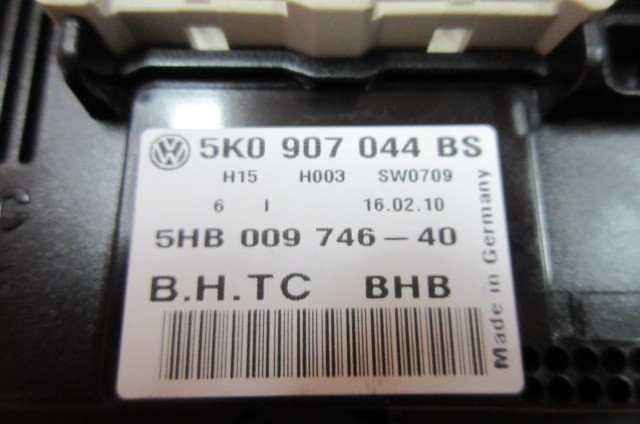 5K0 907 044 BS
H15 H003 SW0709
6 I 16.02.10
5HB 009 746-40
B.H.TC BHB
Made in Germany